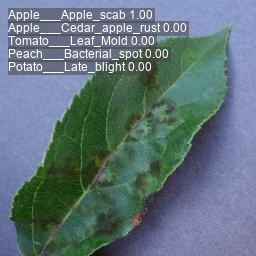 Apple___Apple_scab 1.00
Apple___Cedar_apple_rust 0.00
Tomato___Leaf_Mold 0.00
Peach___Bacterial_spot 0.00
Potato___Late_blight 0.00